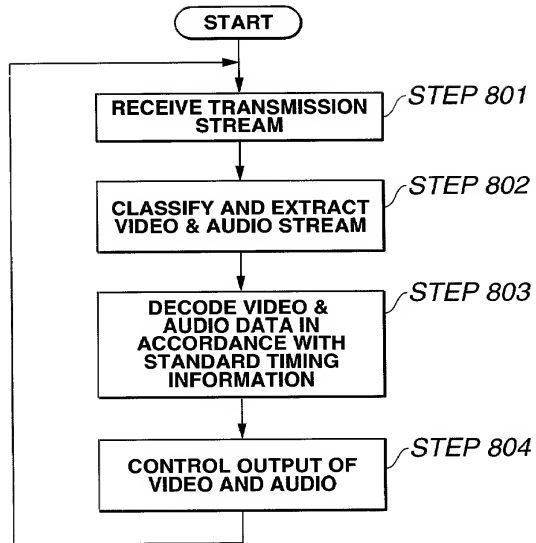 START
RECEIVE TRANSMISSION
STREAM
STEP 801
CLASSIFY AND EXTRACT
VIDEO & AUDIO STREAM
STEP 802
DECODE VIDEO &
AUDIO DATA IN
ACCORDANCE WITH
STANDARD TIMING
INFORMATION
STEP 803
CONTROL OUTPUT OF
VIDEO AND AUDIO
STEP 804